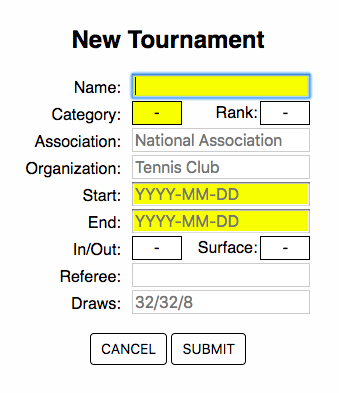 New Tournament
Name:
Category: - Rank: -
Association: National Association
Organization: Tennis Club
Start: YYYY-MM-DD
End: YYYY-MM-DD
In/Out: - Surface: -
Referee:
Draws: 32/32/8
CANCEL SUBMIT